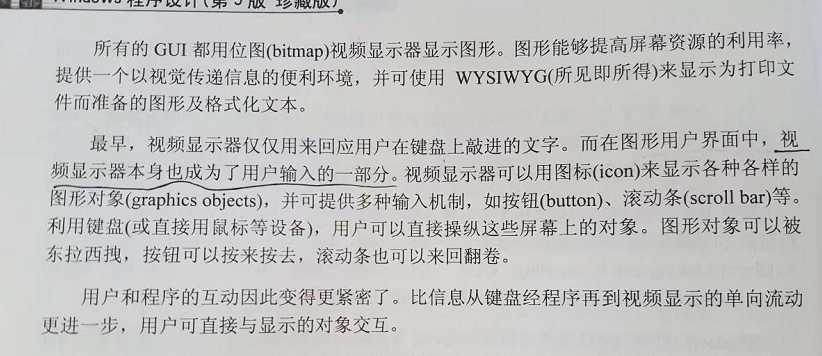 Windows 程序设计(第 5 版 珍藏版)
所有的 GUI 都用位图(bitmap)视频显示器显示图形。图形能够提高屏幕资源的利用率，
提供一个以视觉传递信息的便利环境，并可使用 WYSIWYG(所见即所得)来显示为打印文
件而准备的图形及格式化文本。
最早，视频显示器仅仅用来回应用户在键盘上敲进的文字。而在图形用户界面中，视
频显示器本身也成为了用户输入的一部分。视频显示器可以用图标(icon)来显示各种各样的
图形对象(graphics objects)，并可提供多种输入机制，如按钮(button)、滚动条(scroll bar)等。
利用键盘(或直接用鼠标等设备)，用户可以直接操纵这些屏幕上的对象。图形对象可以被
东拉西拽，按钮可以按来按去，滚动条也可以来回翻卷。
用户和程序的互动因此变得更紧密了。比信息从键盘经程序再到视频显示的单向流动
更进一步，用户可直接与显示的对象交互。